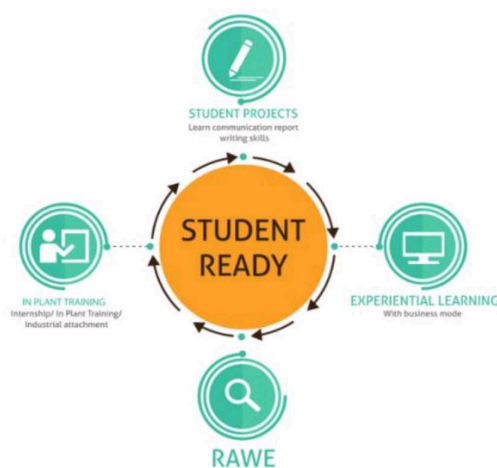 STUDENT PROJECTS
Learn communication report
writing skills
STUDENT
READY
IN PLANT TRAINING
Internship/ In Plant Training/
Industrial attachment
EXPERIENTIAL LEARNING
With business mode
RAWE